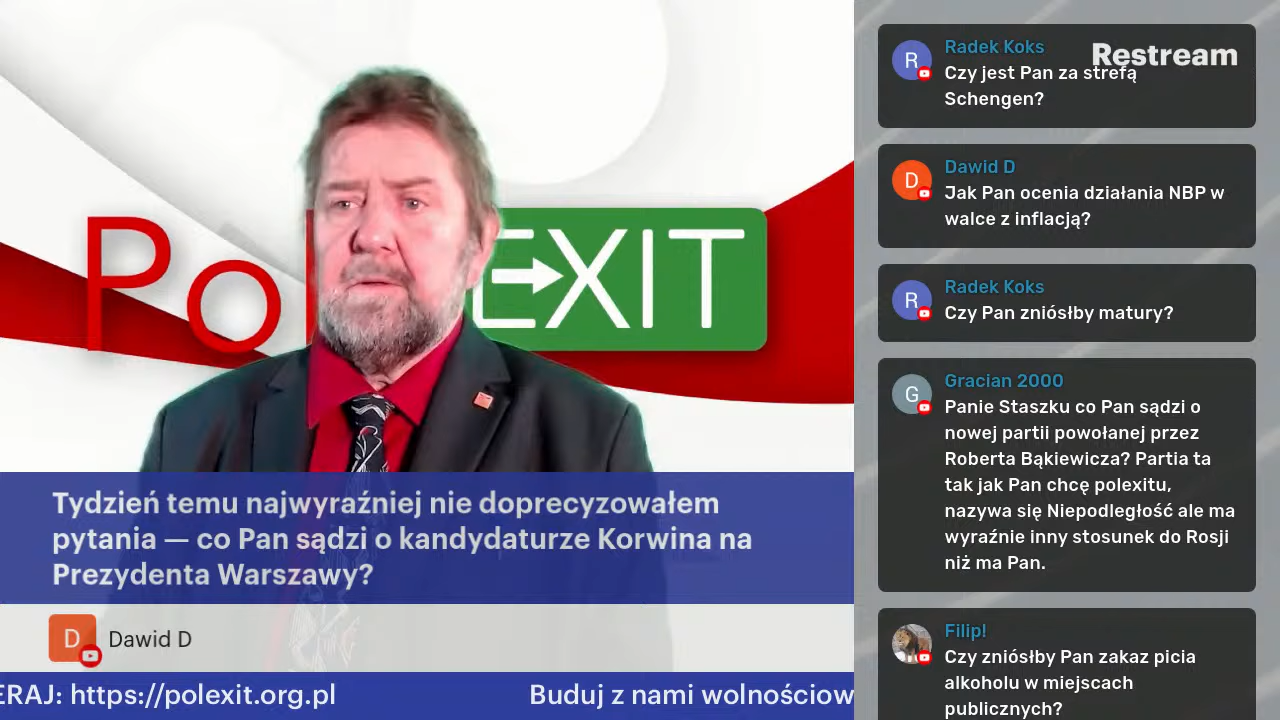 PolEXIT
Tydzień temu najwyraźniej nie doprecyzowałem
pytania — co Pan sądzi o kandydaturze Korwina na
Prezydenta Warszawy?
D
Dawid D
ERAJ: https://polexit.org.pl
Buduj z nami wolnościow
Restream
R
Radek Koks
Czy jest Pan za strefą
Schengen?
D
Dawid D
Jak Pan ocenia działania NBP w
walce z inflacją?
R
Radek Koks
Czy Pan zniósłby matury?
G
Gracian 2000
Panie Staszku co Pan sądzi o
nowej partii powołanej przez
Roberta Bąkiewicza? Partia ta
tak jak Pan chcę polexitu,
nazywa się Niepodległość ale ma
wyraźnie inny stosunek do Rosji
niż ma Pan.
Filip!
Czy zniósłby Pan zakaz picia
alkoholu w miejscach
publicznych?